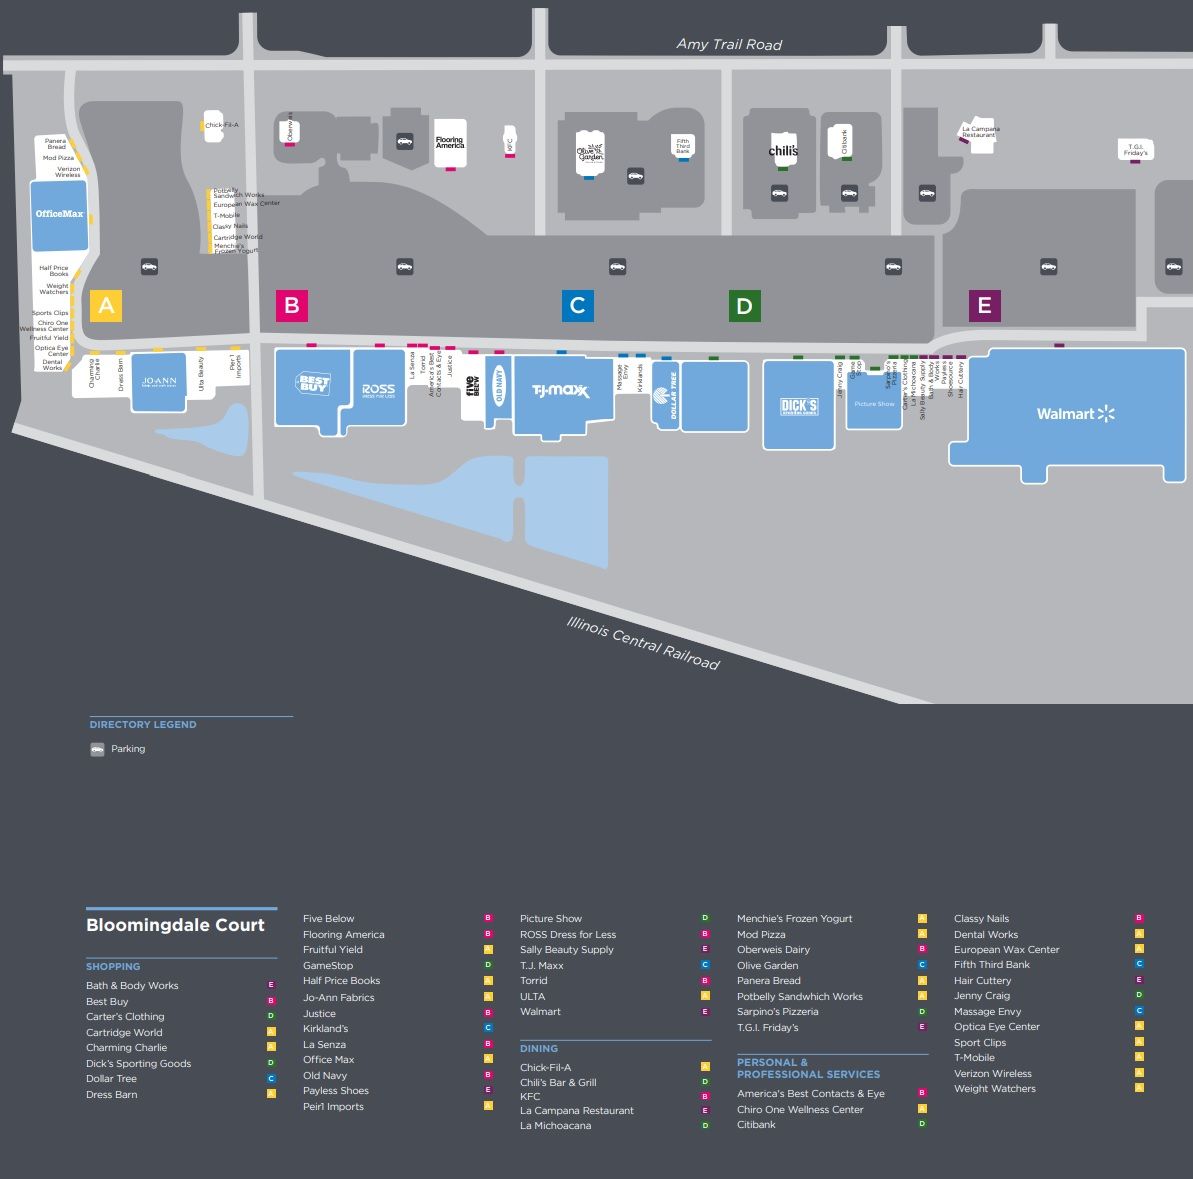 Amy Trail Road
Chick-Fil-A
Oberweis
Flooring
America
KFC
Olive
Garden
Fifth
Third
Bank
chili's
Citibank
La Campana
Restaurant
T.G.I.
Friday's
Panera
Bread
Mod Pizza
Verizon
Wireless
OfficeMax
Potbelly
Sandwich Works
European Wax Center
T-Mobile
Classy Nails
Cartridge World
Menchie's
Frozen Yogurt
Half Price
Books
Weight
Watchers
Sports Clips
Chiro One
Wellness Center
Fruitful Yield
Optica Eye
Center
Dental
Works
A
B
C
D
E
Charming
Charlie
Dress Barn
JO-ANN
Ulta Beauty
Pier 1
Imports
BEST
BUY
ROSS
DRESS FOR LESS
La Senza
Torrid
America's Best
Contacts & Eye
Justice
five
BELOW
OLD NAVY
T.J.maxx
Massage
Envy
Kirklands
DOLLAR TREE
DICK'S
SPORTING GOODS
Jenny Craig
Game
Stop
Picture Show
Sarpino's
Pizzeria
Carter's Clothing
La Michoacana
Sally Beauty Supply
Bath & Body
Works
Payless
Shoesource
Hair Cuttery
Walmart
Illinois Central Railroad
DIRECTORY LEGEND
Parking
Bloomingdale Court
SHOPPING
Bath & Body Works E
Best Buy B
Carter's Clothing D
Cartridge World A
Charming Charlie A
Dick's Sporting Goods D
Dollar Tree C
Dress Barn A
Five Below B
Flooring America B
Fruitful Yield A
GameStop D
Half Price Books A
Jo-Ann Fabrics A
Justice B
Kirkland's C
La Senza B
Office Max A
Old Navy B
Payless Shoes E
Peir1 Imports A
Picture Show D
ROSS Dress for Less B
Sally Beauty Supply E
T.J. Maxx C
Torrid B
ULTA A
Walmart E
DINING
Chick-Fil-A A
Chili's Bar & Grill D
KFC B
La Campana Restaurant E
La Michoacana D
Menchie's Frozen Yogurt A
Mod Pizza A
Oberweis Dairy B
Olive Garden C
Panera Bread A
Potbelly Sandwhich Works A
Sarpino's Pizzeria D
T.G.I. Friday's E
PERSONAL &
PROFESSIONAL SERVICES
America's Best Contacts & Eye B
Chiro One Wellness Center A
Citibank D
Classy Nails B
Dental Works A
European Wax Center A
Fifth Third Bank C
Hair Cuttery E
Jenny Craig D
Massage Envy C
Optica Eye Center A
Sport Clips A
T-Mobile A
Verizon Wireless A
Weight Watchers A